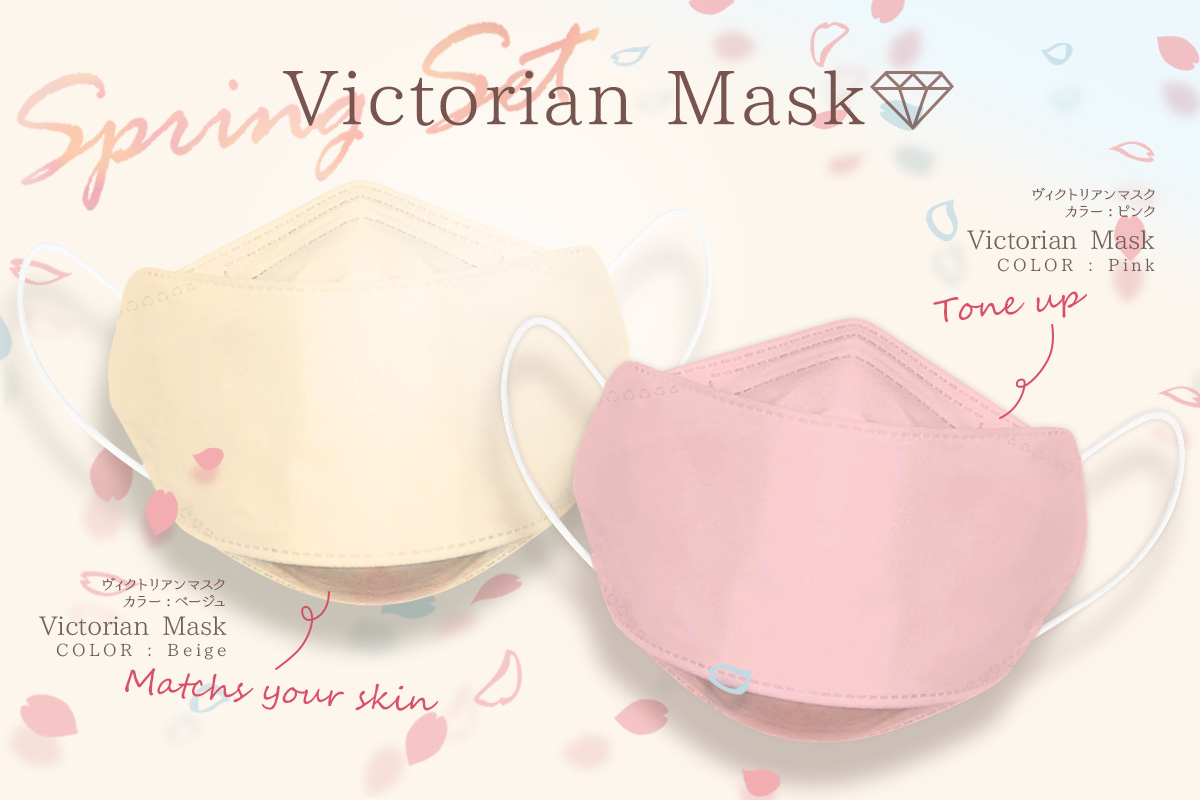 Spring Set
Victorian Mask
ヴィクトリアンマスク
カラー：ピンク
Victorian Mask
COLOR : Pink
Tone up
ヴィクトリアンマスク
カラー：ベージュ
Victorian Mask
COLOR : Beige
Matchs your skin